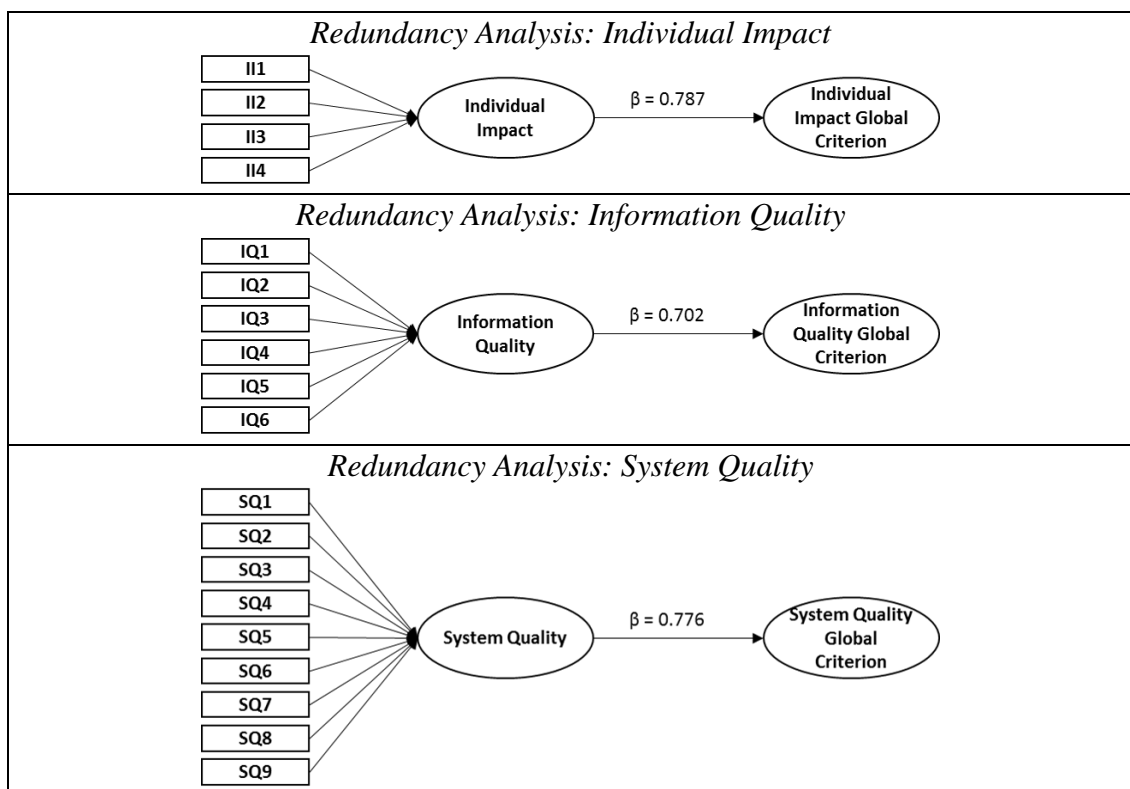 Redundancy Analysis: Individual Impact
II1
II2
II3
II4
Individual
Impact
β = 0.787
Individual
Impact Global
Criterion
Redundancy Analysis: Information Quality
IQ1
IQ2
IQ3
IQ4
IQ5
IQ6
Information
Quality
β = 0.702
Information
Quality Global
Criterion
Redundancy Analysis: System Quality
SQ1
SQ2
SQ3
SQ4
SQ5
SQ6
SQ7
SQ8
SQ9
System Quality
β = 0.776
System Quality
Global
Criterion